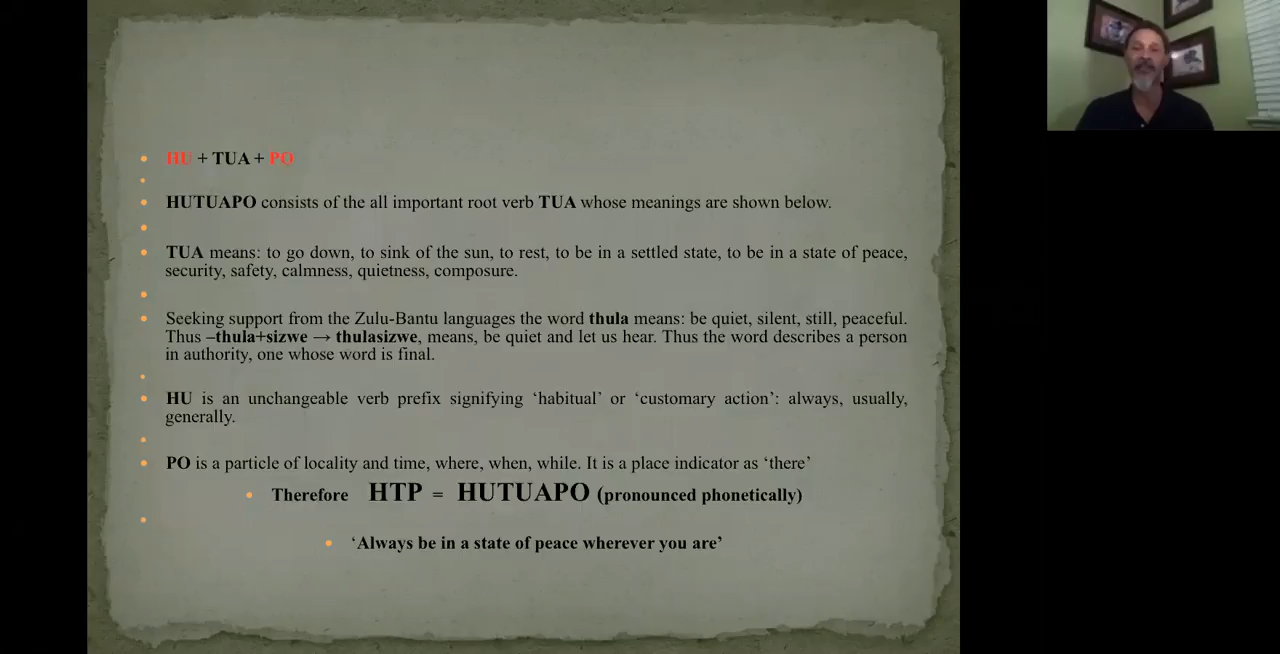 HU + TUA + PO
HUTUAPO consists of the all important root verb TUA whose meanings are shown below.
TUA means: to go down, to sink of the sun, to rest, to be in a settled state, to be in a state of peace,
security, safety, calmness, quietness, composure.
Seeking support from the Zulu-Bantu languages the word thula means: be quiet, silent, still, peaceful.
Thus –thula+sizwe → thulasizwe, means, be quiet and let us hear. Thus the word describes a person
in authority, one whose word is final.
HU is an unchangeable verb prefix signifying ‘habitual’ or ‘customary action’: always, usually,
generally.
PO is a particle of locality and time, where, when, while. It is a place indicator as ‘there’
Therefore HTP = HUTUAPO (pronounced phonetically)
‘Always be in a state of peace wherever you are’